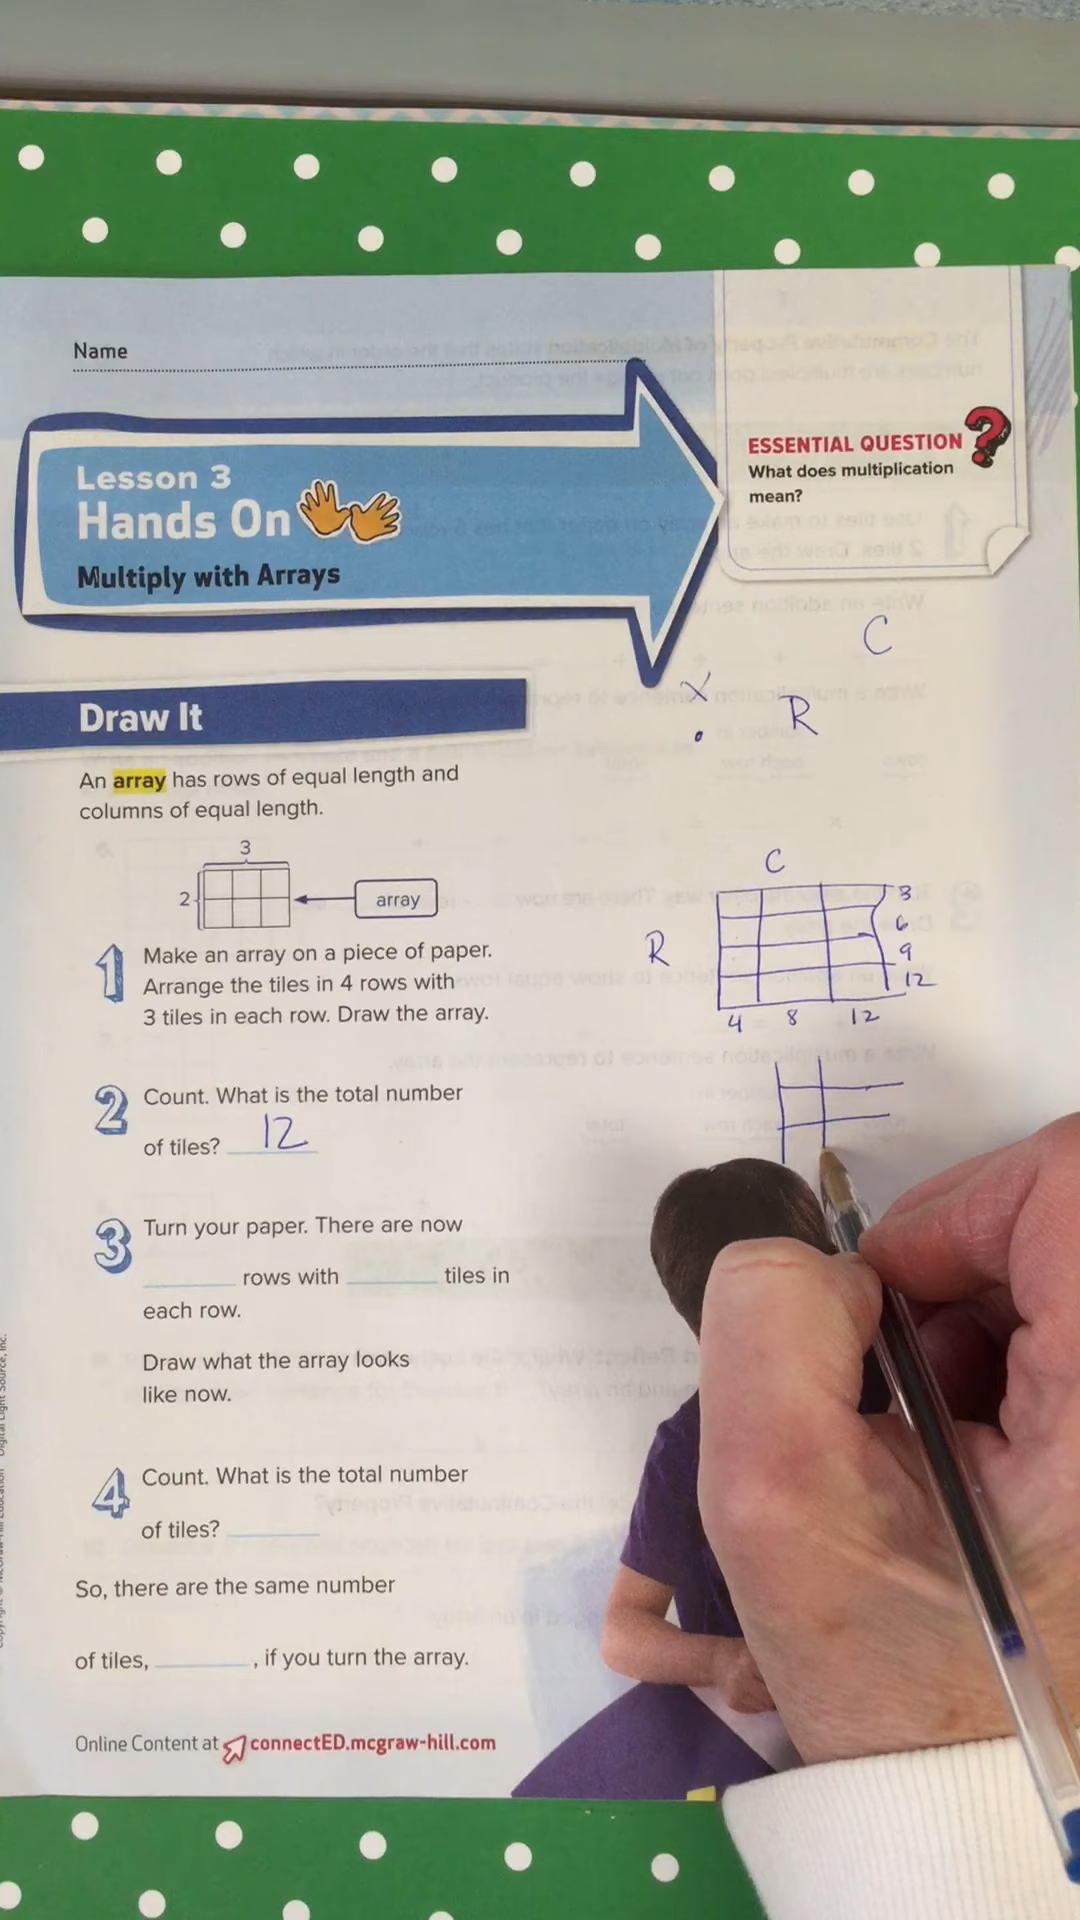 Name
Lesson 3
Hands On
Multiply with Arrays
ESSENTIAL QUESTION
What does multiplication
mean?
C
X
R
Draw It
An array has rows of equal length and
columns of equal length.
3
2
array
1 Make an array on a piece of paper.
Arrange the tiles in 4 rows with
3 tiles in each row. Draw the array.
C
R
3
6
9
12
4 8 12
2 Count. What is the total number
of tiles? 12
3 Turn your paper. There are now
rows with tiles in
each row.
Draw what the array looks
like now.
4 Count. What is the total number
of tiles?
So, there are the same number
of tiles, , if you turn the array.
Online Content at connectED.mcgraw-hill.com